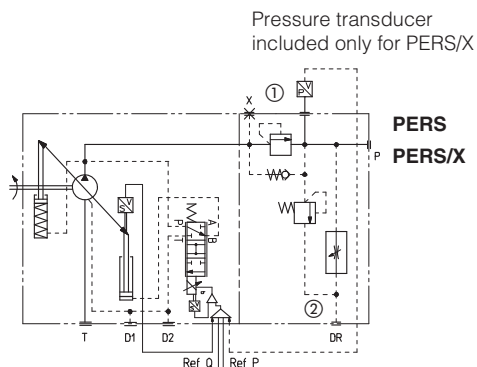 Pressure transducer
included only for PERS/X
①
X
P
PERS
P
PERS/X
A
P
T
B
②
T
D1
D2
DR
Ref Q
Ref P